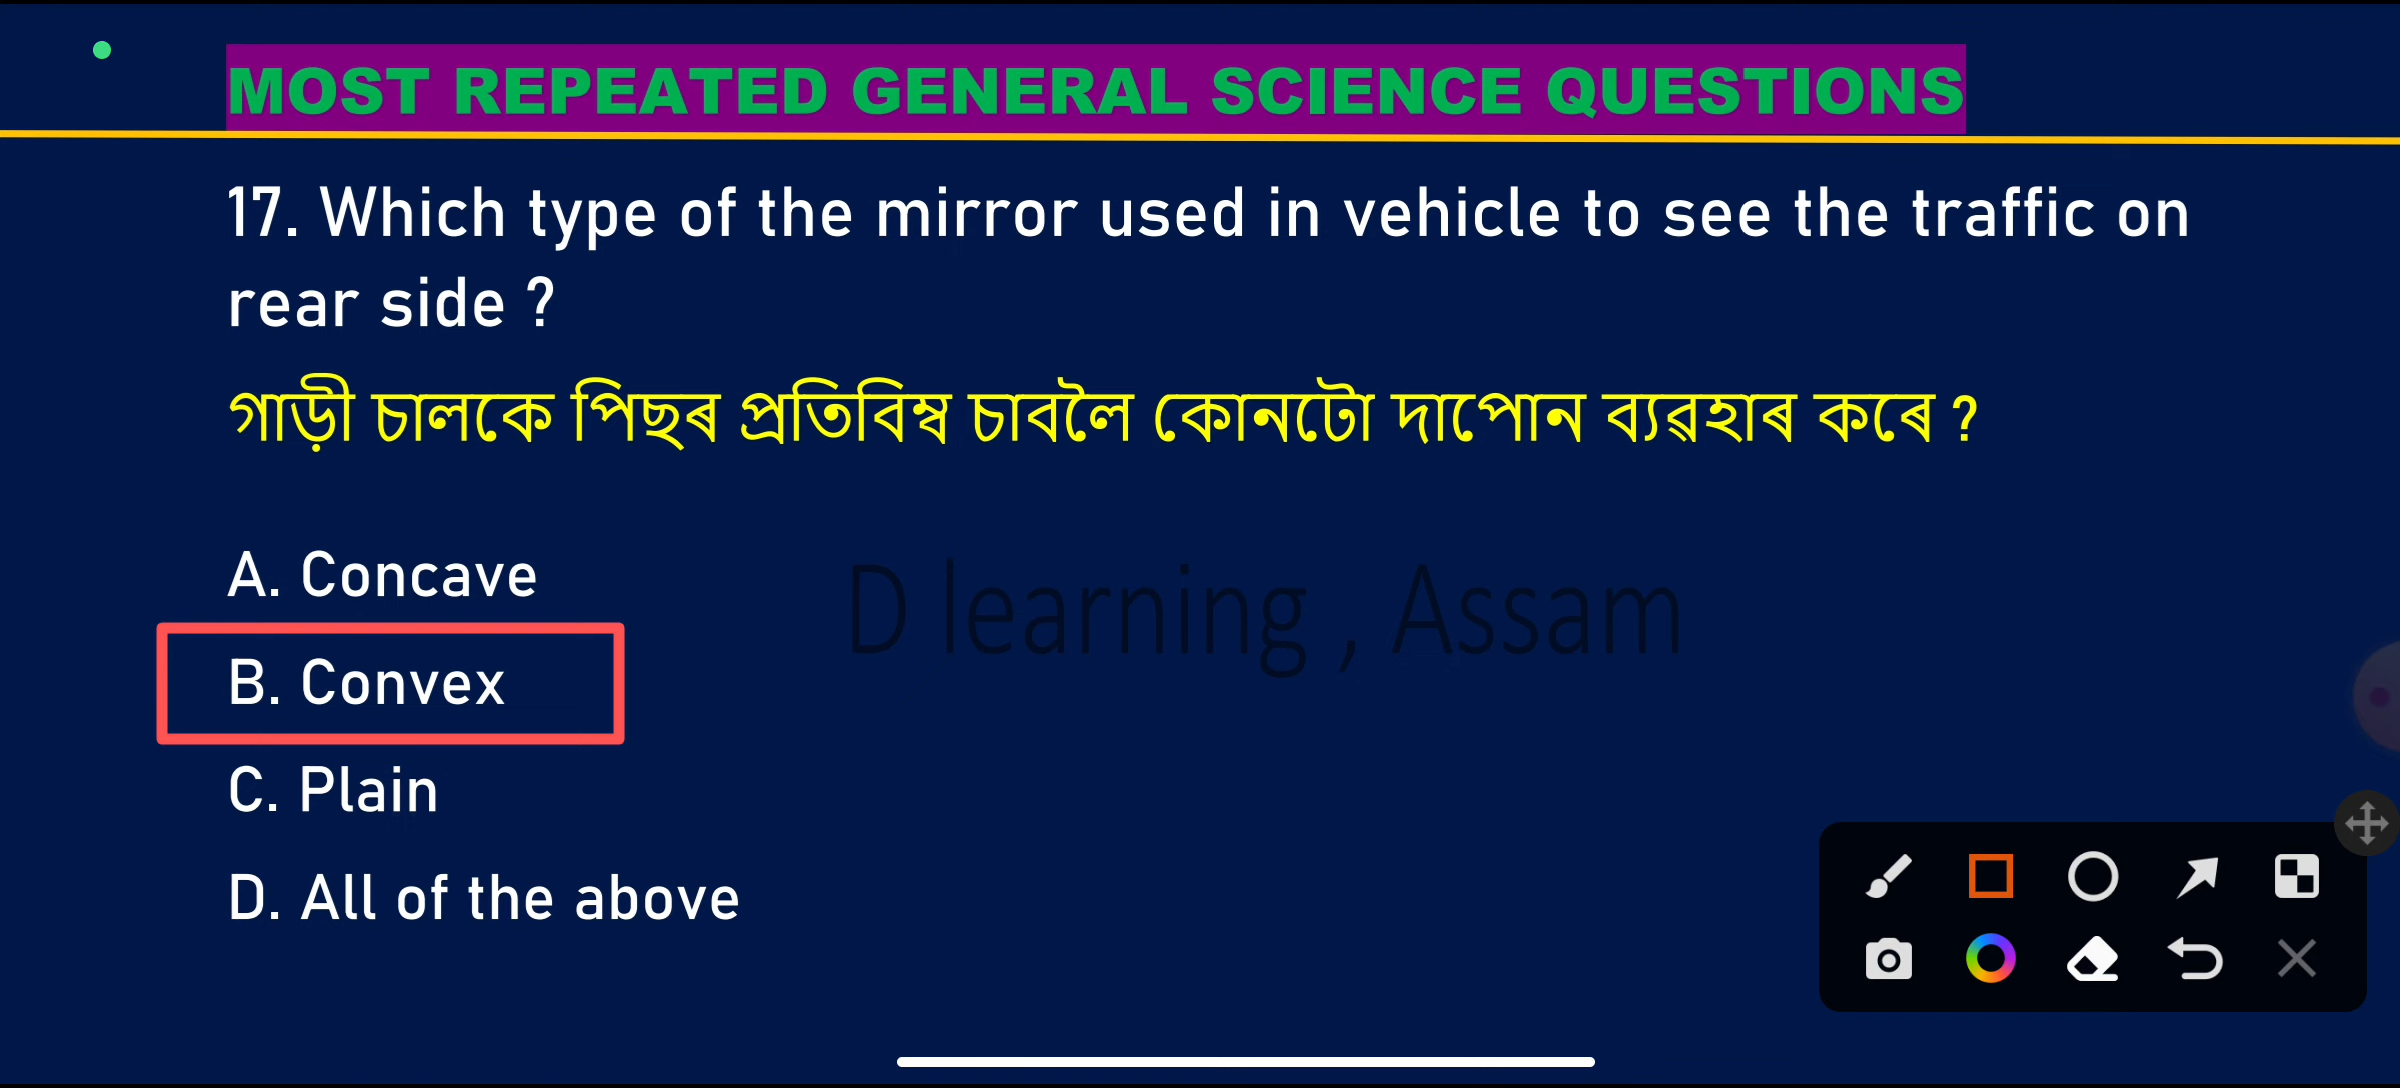 MOST REPEATED GENERAL SCIENCE QUESTIONS
17. Which type of the mirror used in vehicle to see the traffic on
rear side ?
গাড়ী চালকে পিছৰ প্ৰতিবিম্ব চাবলৈ কোনটো দাপোন ব্যৱহাৰ কৰে ?
A. Concave
D learning , Assam
B. Convex
C. Plain
D. All of the above